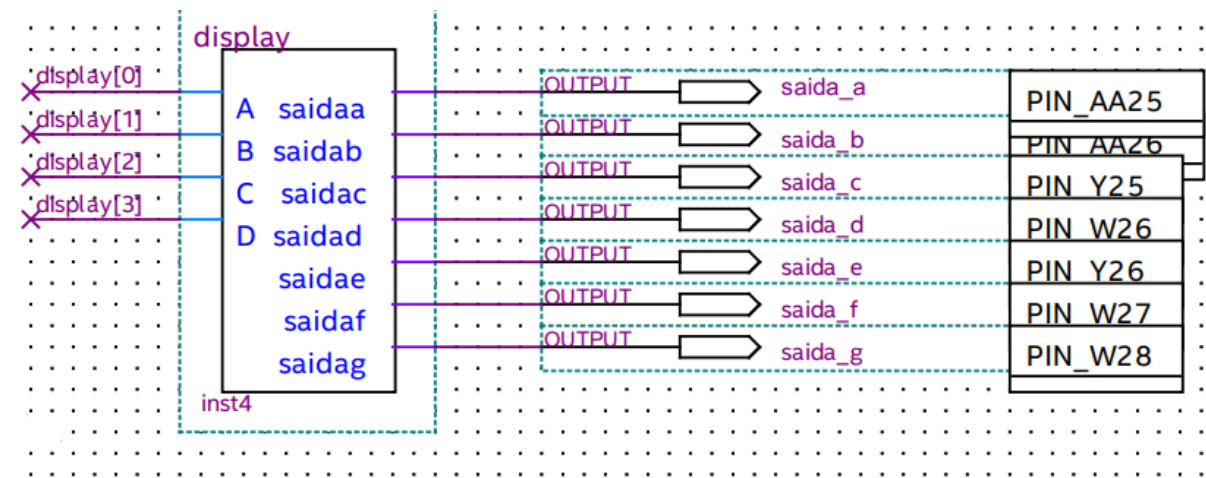 display
display[0]
display[1]
display[2]
display[3]
A saidaa
B saidab
C saidac
D saidad
saidae
saidaf
saidag
inst4
OUTPUT saida_a PIN_AA25
OUTPUT saida_b PIN_AA26
OUTPUT saida_c PIN_Y25
OUTPUT saida_d PIN_W26
OUTPUT saida_e PIN_Y26
OUTPUT saida_f PIN_W27
OUTPUT saida_g PIN_W28